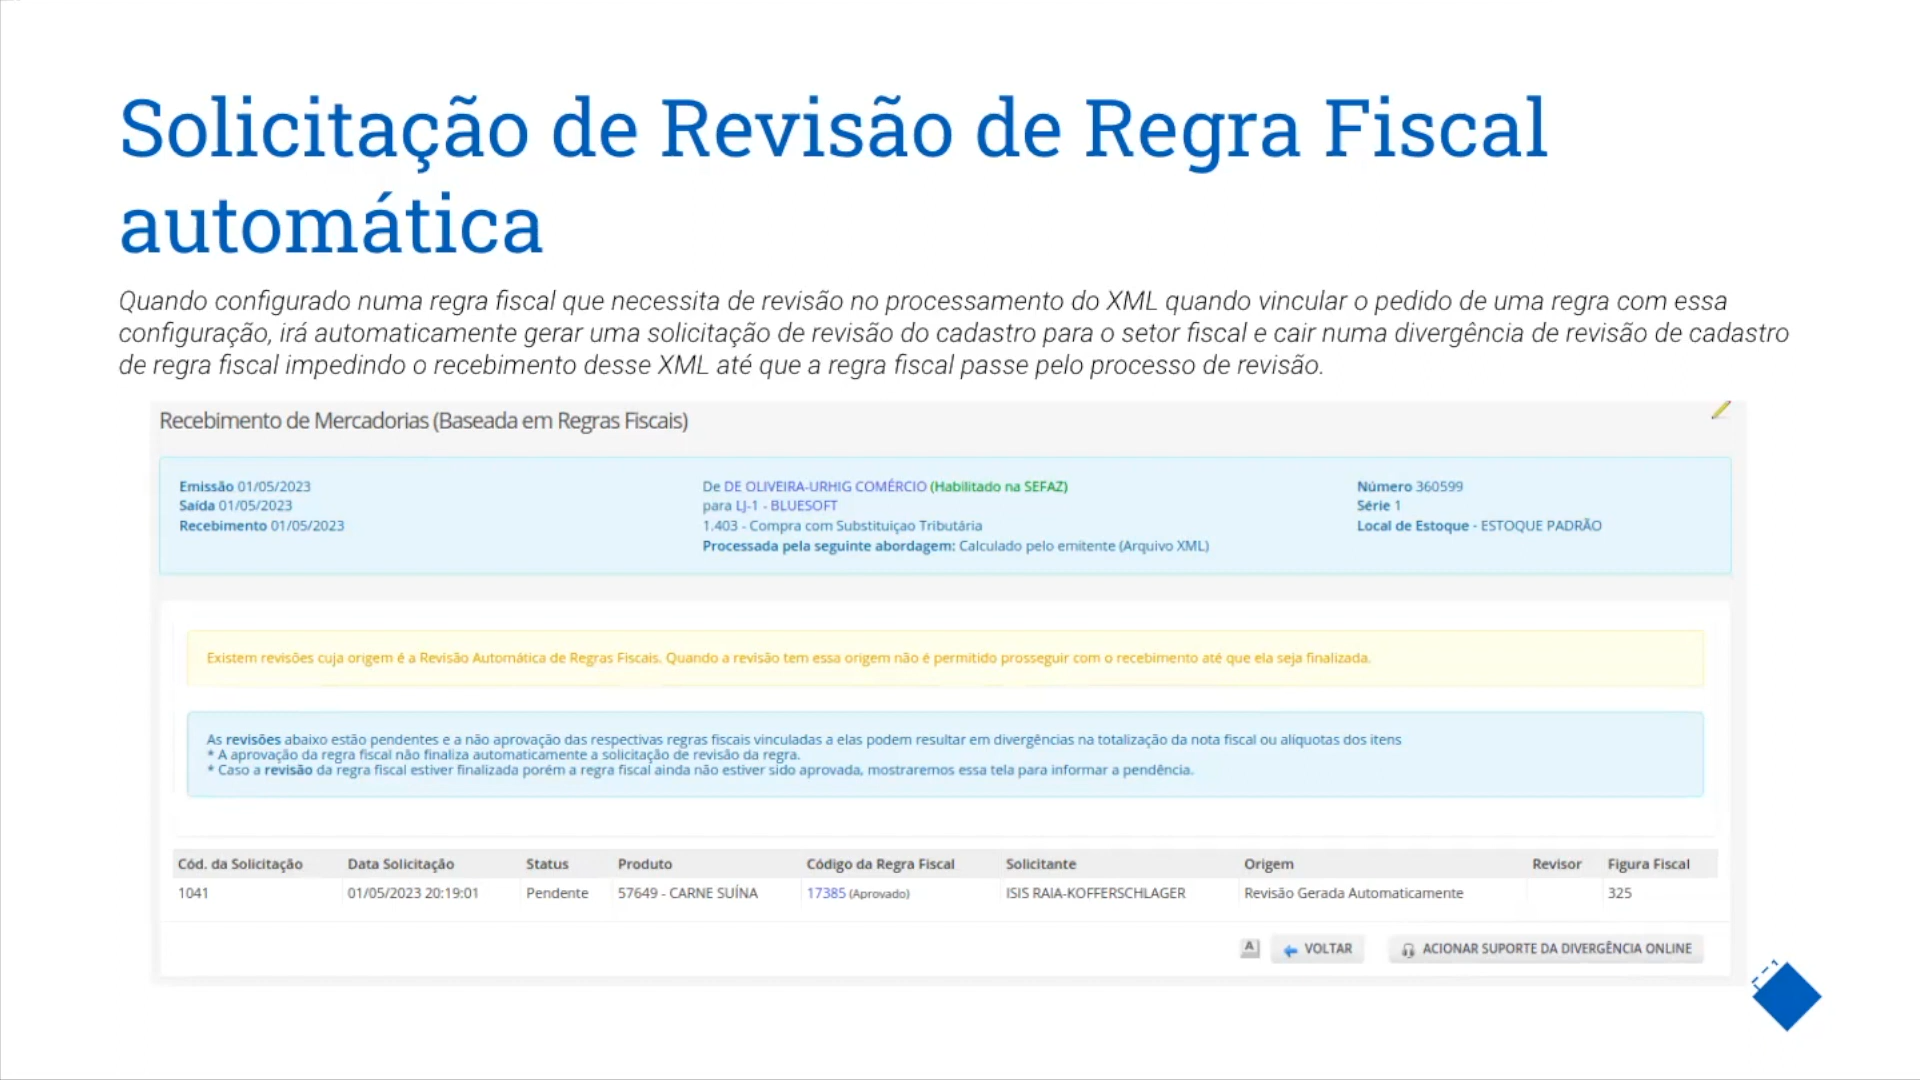 Solicitação de Revisão de Regra Fiscal
automática
Quando configurado numa regra fiscal que necessita de revisão no processamento do XML quando vincular o pedido de uma regra com essa
configuração, irá automaticamente gerar uma solicitação de revisão do cadastro para o setor fiscal e cair numa divergência de revisão de cadastro
de regra fiscal impedindo o recebimento desse XML até que a regra fiscal passe pelo processo de revisão.
Recebimento de Mercadorias (Baseada em Regras Fiscais)
Emissão 01/05/2023
Saída 01/05/2023
Recebimento 01/05/2023
De DE OLIVEIRA-URHIG COMÉRCIO (Habilitado na SEFAZ)
para LJ-1 - BLUESOFT
1.403 - Compra com Substituiçao Tributária
Processada pela seguinte abordagem: Calculado pelo emitente (Arquivo XML)
Número 360599
Série 1
Local de Estoque - ESTOQUE PADRÃO
Existem revisões cuja origem é a Revisão Automática de Regras Fiscais. Quando a revisão tem essa origem não é permitido prosseguir com o recebimento até que ela seja finalizada.
As revisões abaixo estão pendentes e a não aprovação das respectivas regras fiscais vinculadas a elas podem resultar em divergências na totalização da nota fiscal ou alíquotas dos itens
* A aprovação da regra fiscal não finaliza automaticamente a solicitação de revisão da regra.
* Caso a revisão da regra fiscal estiver finalizada porém a regra fiscal ainda não estiver sido aprovada, mostraremos essa tela para informar a pendência.
Cód. da Solicitação Data Solicitação Status Produto Código da Regra Fiscal Solicitante Origem Revisor Figura Fiscal
1041 01/05/2023 20:19:01 Pendente 57649 - CARNE SUÍNA 17385 (Aprovado) ISIS RAIA-KOFFERSCHLAGER Revisão Gerada Automaticamente 325
A VOLTAR ACIONAR SUPORTE DA DIVERGÊNCIA ONLINE